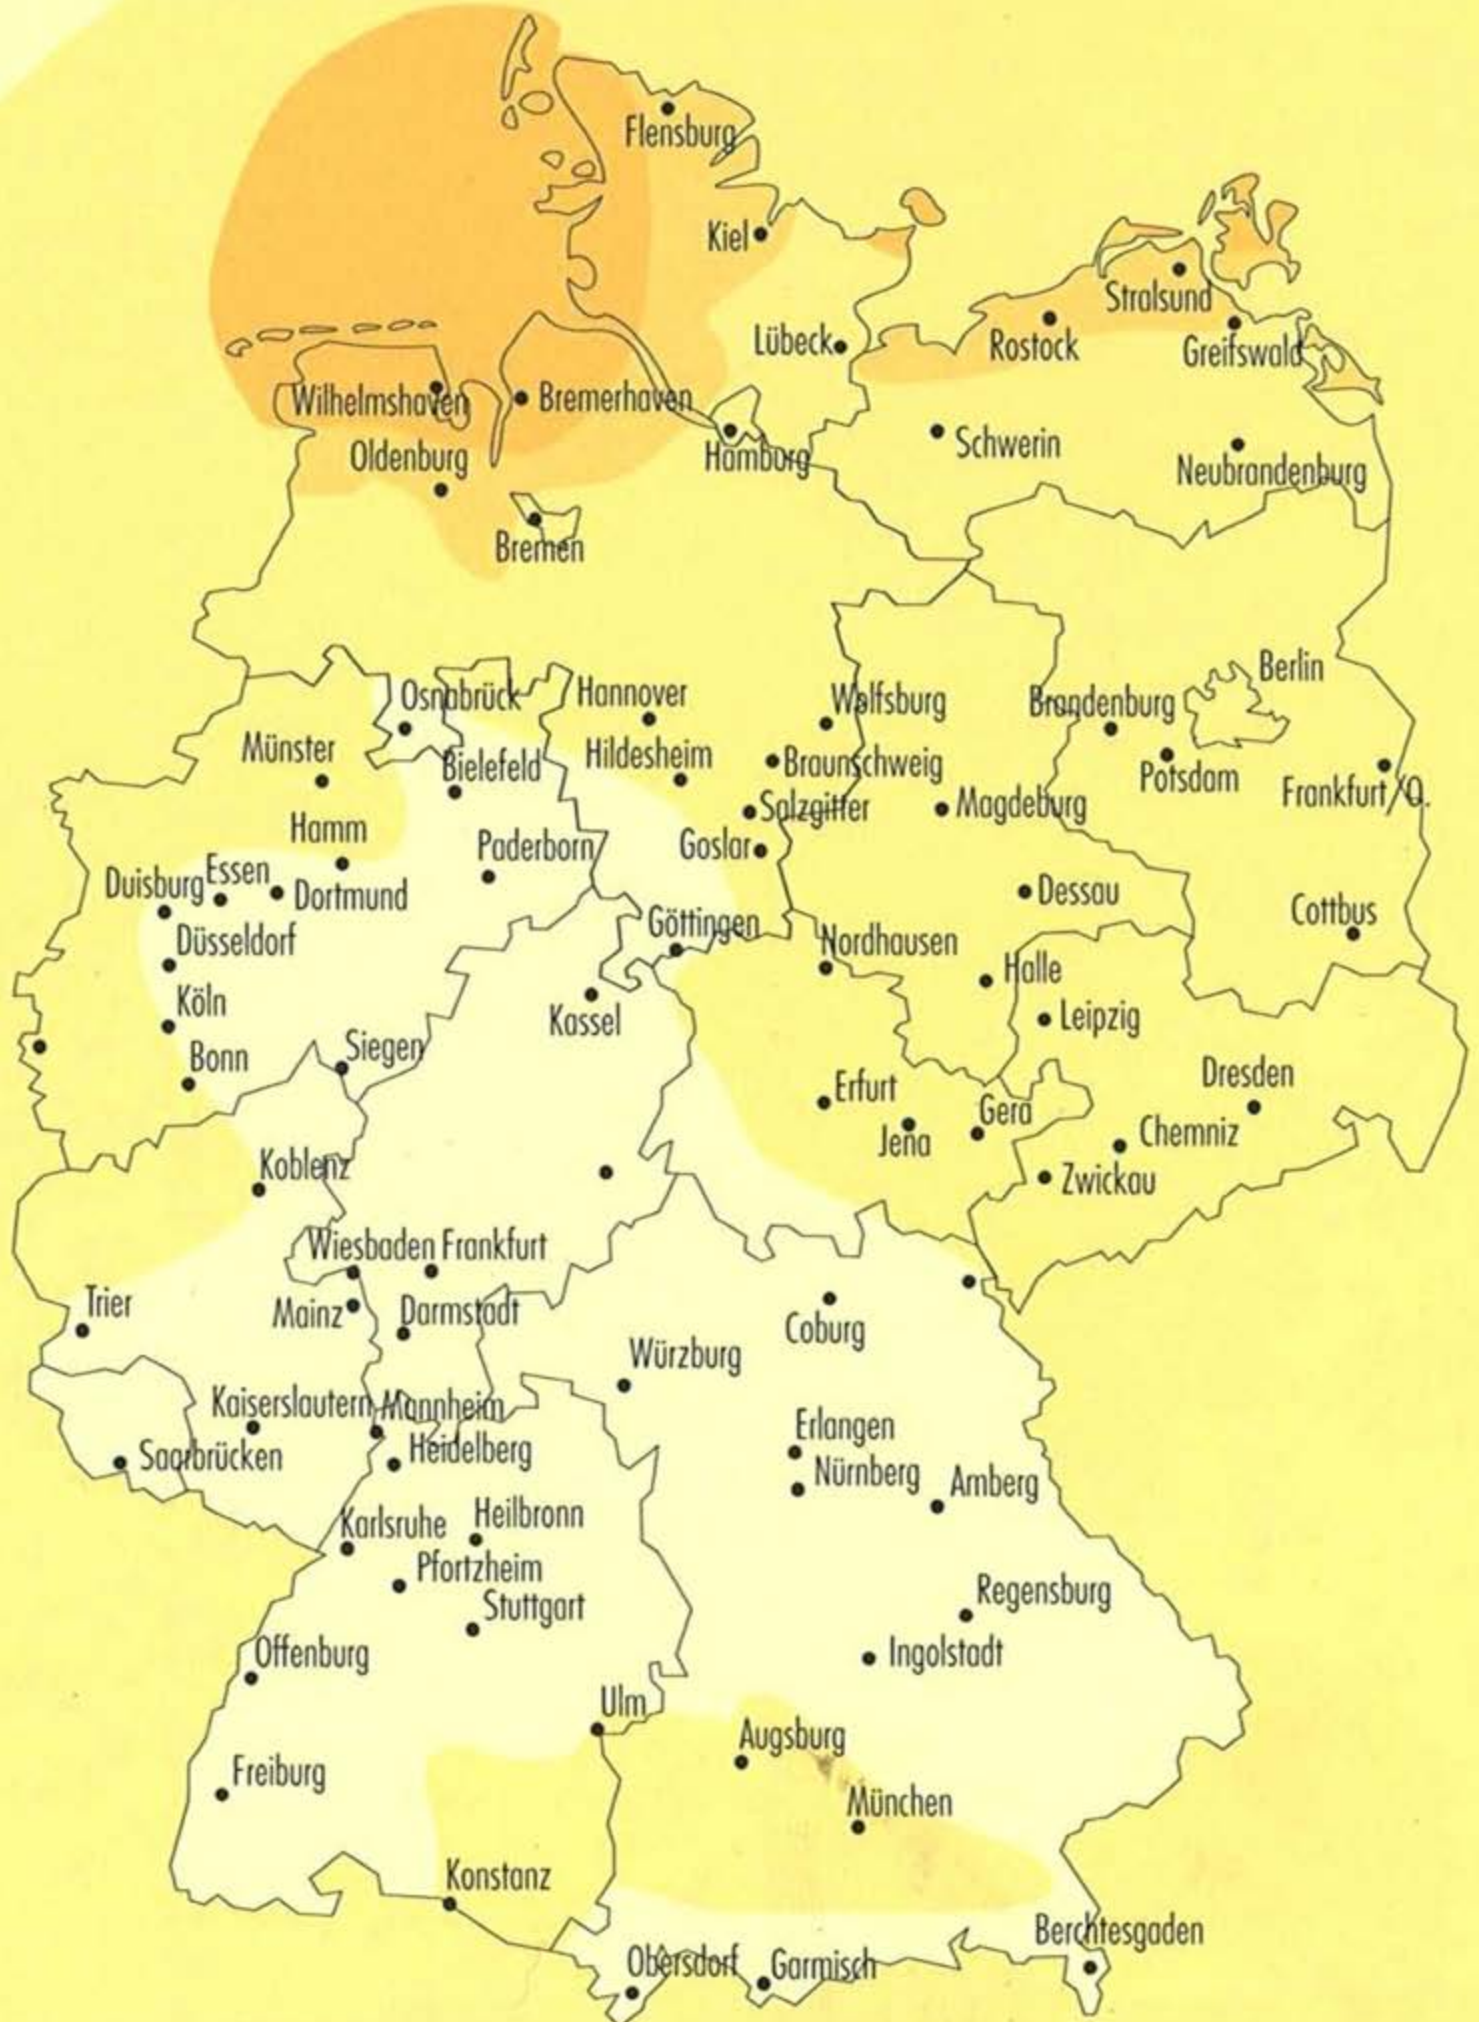 Flensburg
Kiel
Stralsund
Lübeck
Rostock
Greifswald
Wilhelmshaven
Bremerhaven
Oldenburg
Hamburg
Schwerin
Neubrandenburg
Bremen
Berlin
Osnabrück
Hannover
Wolfsburg
Brandenburg
Münster
Bielefeld
Hildesheim
Braunschweig
Potsdam
Frankfurt/O.
Salzgitter
Magdeburg
Hamm
Paderborn
Goslar
Duisburg
Essen
Dortmund
Dessau
Cottbus
Düsseldorf
Göttingen
Nordhausen
Halle
Köln
Kassel
Leipzig
Bonn
Siegen
Erfurt
Dresden
Jena
Gera
Chemniz
Koblenz
Zwickau
Wiesbaden
Frankfurt
Trier
Mainz
Darmstadt
Coburg
Würzburg
Kaiserslautern
Mannheim
Erlangen
Saarbrücken
Heidelberg
Nürnberg
Amberg
Karlsruhe
Heilbronn
Pfortzheim
Stuttgart
Regensburg
Offenburg
Ingolstadt
Ulm
Augsburg
Freiburg
München
Konstanz
Berchtesgaden
Obersdorf
Garmisch